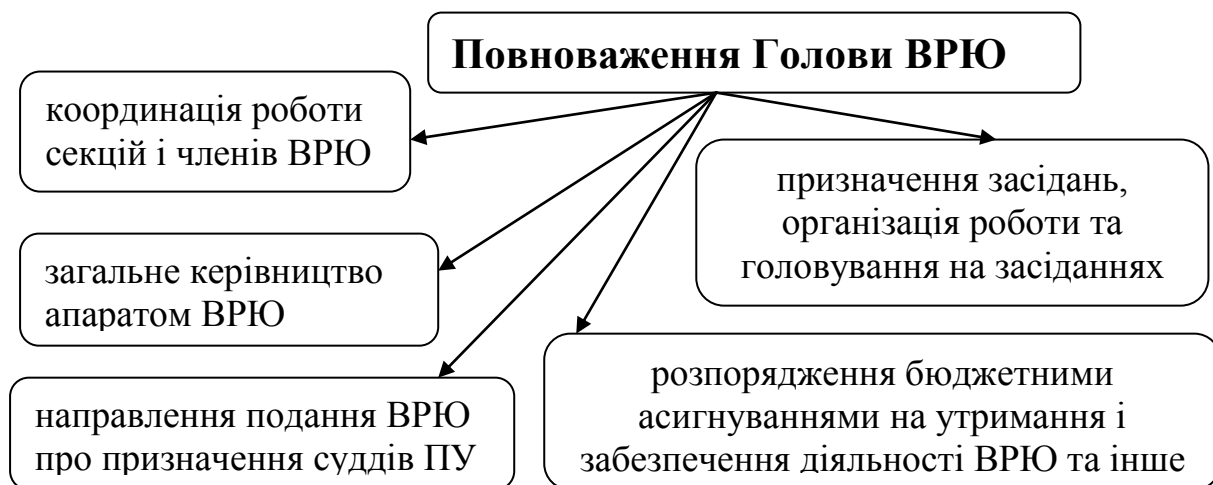 Повноваження Голови ВРЮ
координація роботи
секцій і членів ВРЮ
призначення засідань,
організація роботи та
головування на засіданнях
загальне керівництво
апаратом ВРЮ
направлення подання ВРЮ
про призначення суддів ПУ
розпорядження бюджетними
асигнуваннями на утримання і
забезпечення діяльності ВРЮ та інше